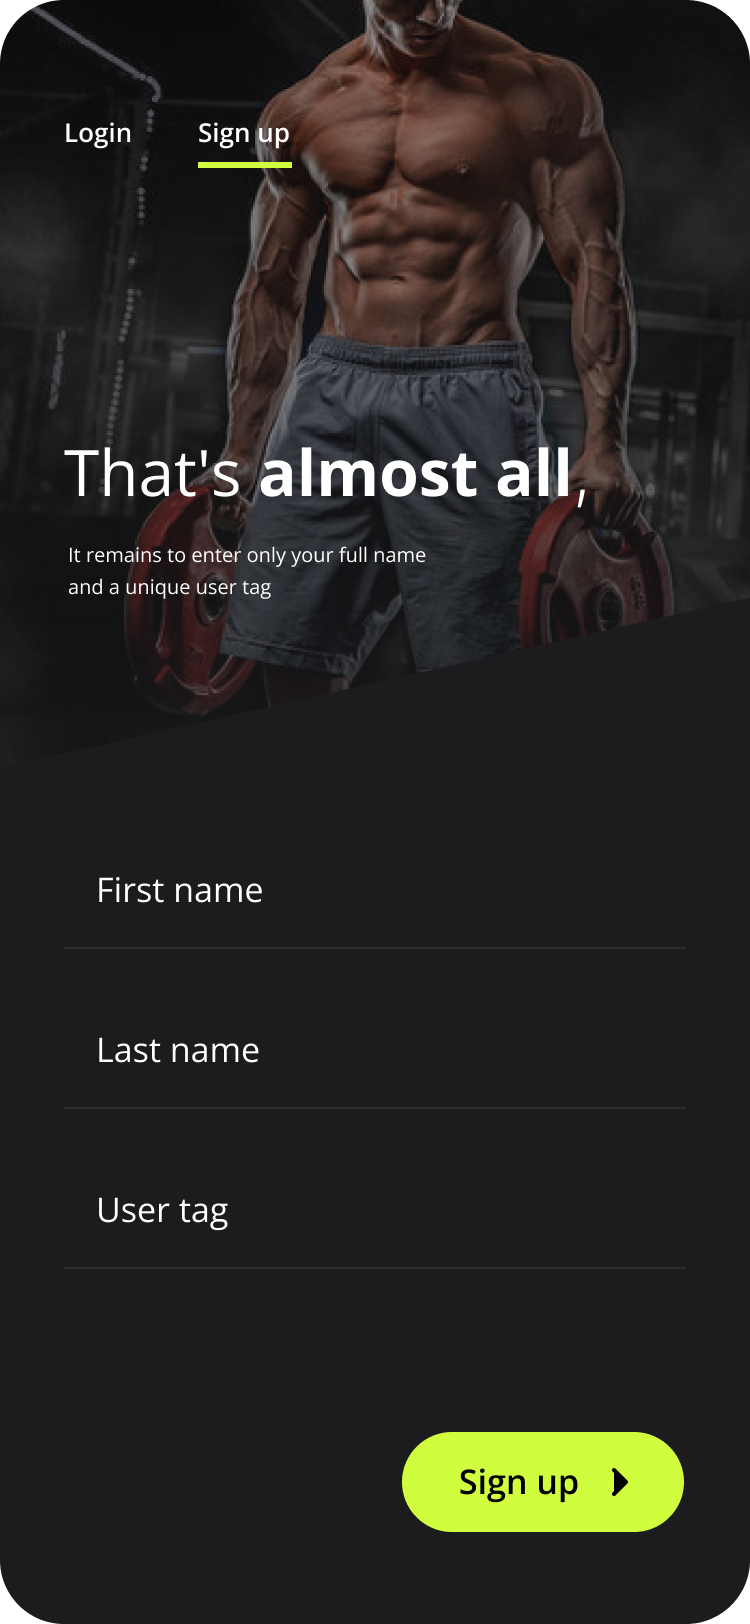 Login Sign up
That's almost all,
It remains to enter only your full name
and a unique user tag
First name
Last name
User tag
Sign up